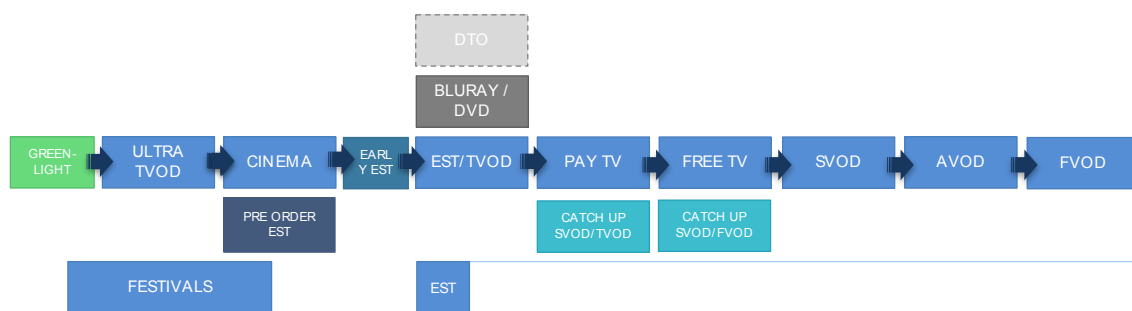 DTO
BLURAY /
DVD
GREEN-
LIGHT
ULTRA
TVOD
CINEMA
EARL
Y EST
EST/TVOD
PAY TV
FREE TV
SVOD
AVOD
FVOD
PRE ORDER
EST
CATCH UP
SVOD/TVOD
CATCH UP
SVOD/FVOD
FESTIVALS
EST